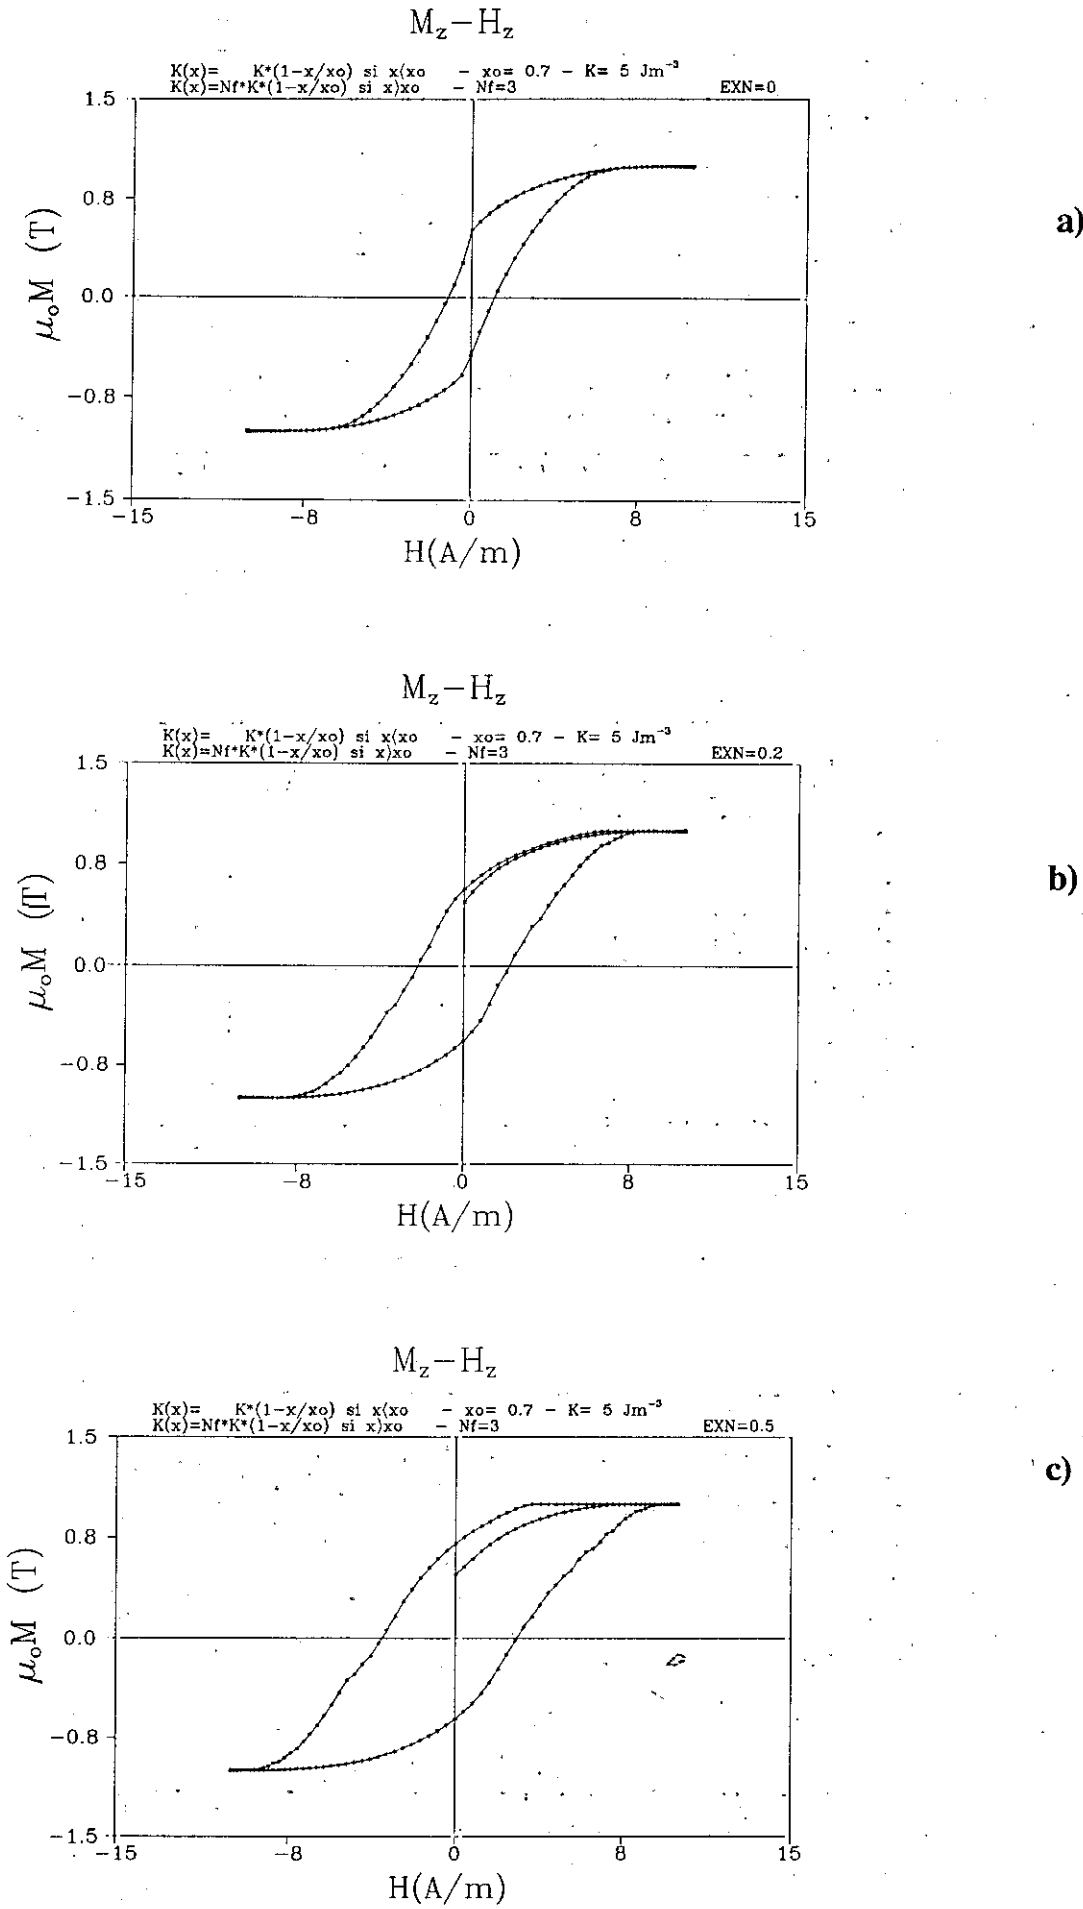 M_z−H_z
K(x)= K*(1−x/xo) si x⟨xo − xo= 0.7 − K= 5 Jm⁻³
K(x)=Nf*K*(1−x/xo) si x⟩xo − Nf=3 EXN=0
1.5
0.8
0.0
−0.8
−1.5
μ₀M (T)
−15 −8 0 8 15
H(A/m)
a)
M_z−H_z
K(x)= K*(1−x/xo) si x⟨xo − xo= 0.7 − K= 5 Jm⁻³
K(x)=Nf*K*(1−x/xo) si x⟩xo − Nf=3 EXN=0.2
1.5
0.8
0.0
−0.8
−1.5
μ₀M (T)
−15 −8 0 8 15
H(A/m)
b)
M_z−H_z
K(x)= K*(1−x/xo) si x⟨xo − xo= 0.7 − K= 5 Jm⁻³
K(x)=Nf*K*(1−x/xo) si x⟩xo − Nf=3 EXN=0.5
1.5
0.8
0.0
−0.8
−1.5
μ₀M (T)
−15 −8 0 8 15
H(A/m)
c)